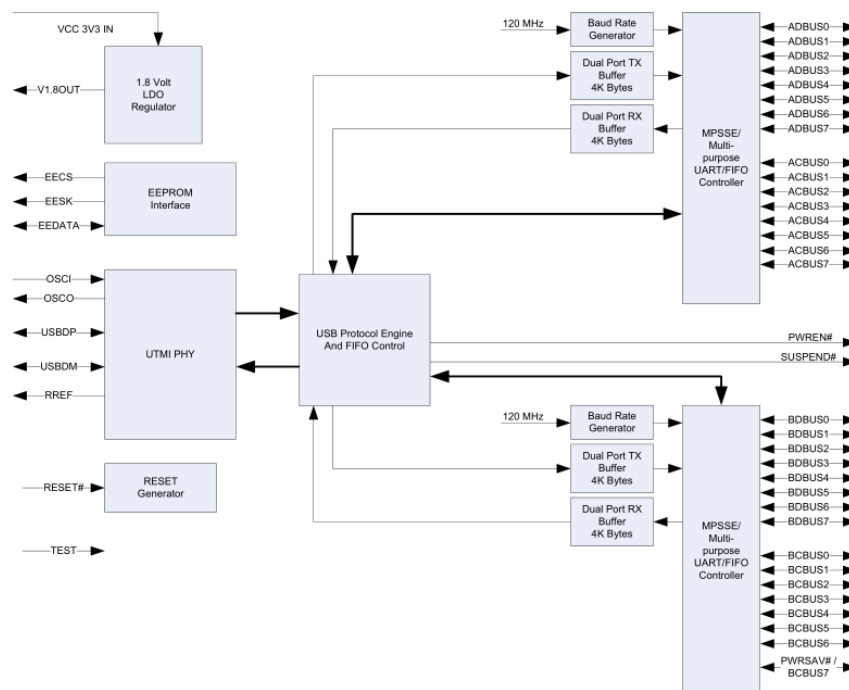 VCC 3V3 IN
V1.8OUT
1.8 Volt
LDO
Regulator
EECS
EESK
EEDATA
EEPROM
Interface
OSCI
OSCO
USBDP
USBDM
RREF
UTMI PHY
RESET#
RESET
Generator
TEST
USB Protocol Engine
And FIFO Control
120 MHz
Baud Rate
Generator
Dual Port TX
Buffer
4K Bytes
Dual Port RX
Buffer
4K Bytes
MPSSE/
Multi-
purpose
UART/FIFO
Controller
ADBUS0
ADBUS1
ADBUS2
ADBUS3
ADBUS4
ADBUS5
ADBUS6
ADBUS7
ACBUS0
ACBUS1
ACBUS2
ACBUS3
ACBUS4
ACBUS5
ACBUS6
ACBUS7
PWREN#
SUSPEND#
120 MHz
Baud Rate
Generator
Dual Port TX
Buffer
4K Bytes
Dual Port RX
Buffer
4K Bytes
MPSSE/
Multi-
purpose
UART/FIFO
Controller
BDBUS0
BDBUS1
BDBUS2
BDBUS3
BDBUS4
BDBUS5
BDBUS6
BDBUS7
BCBUS0
BCBUS1
BCBUS2
BCBUS3
BCBUS4
BCBUS5
BCBUS6
PWRSAV# /
BCBUS7